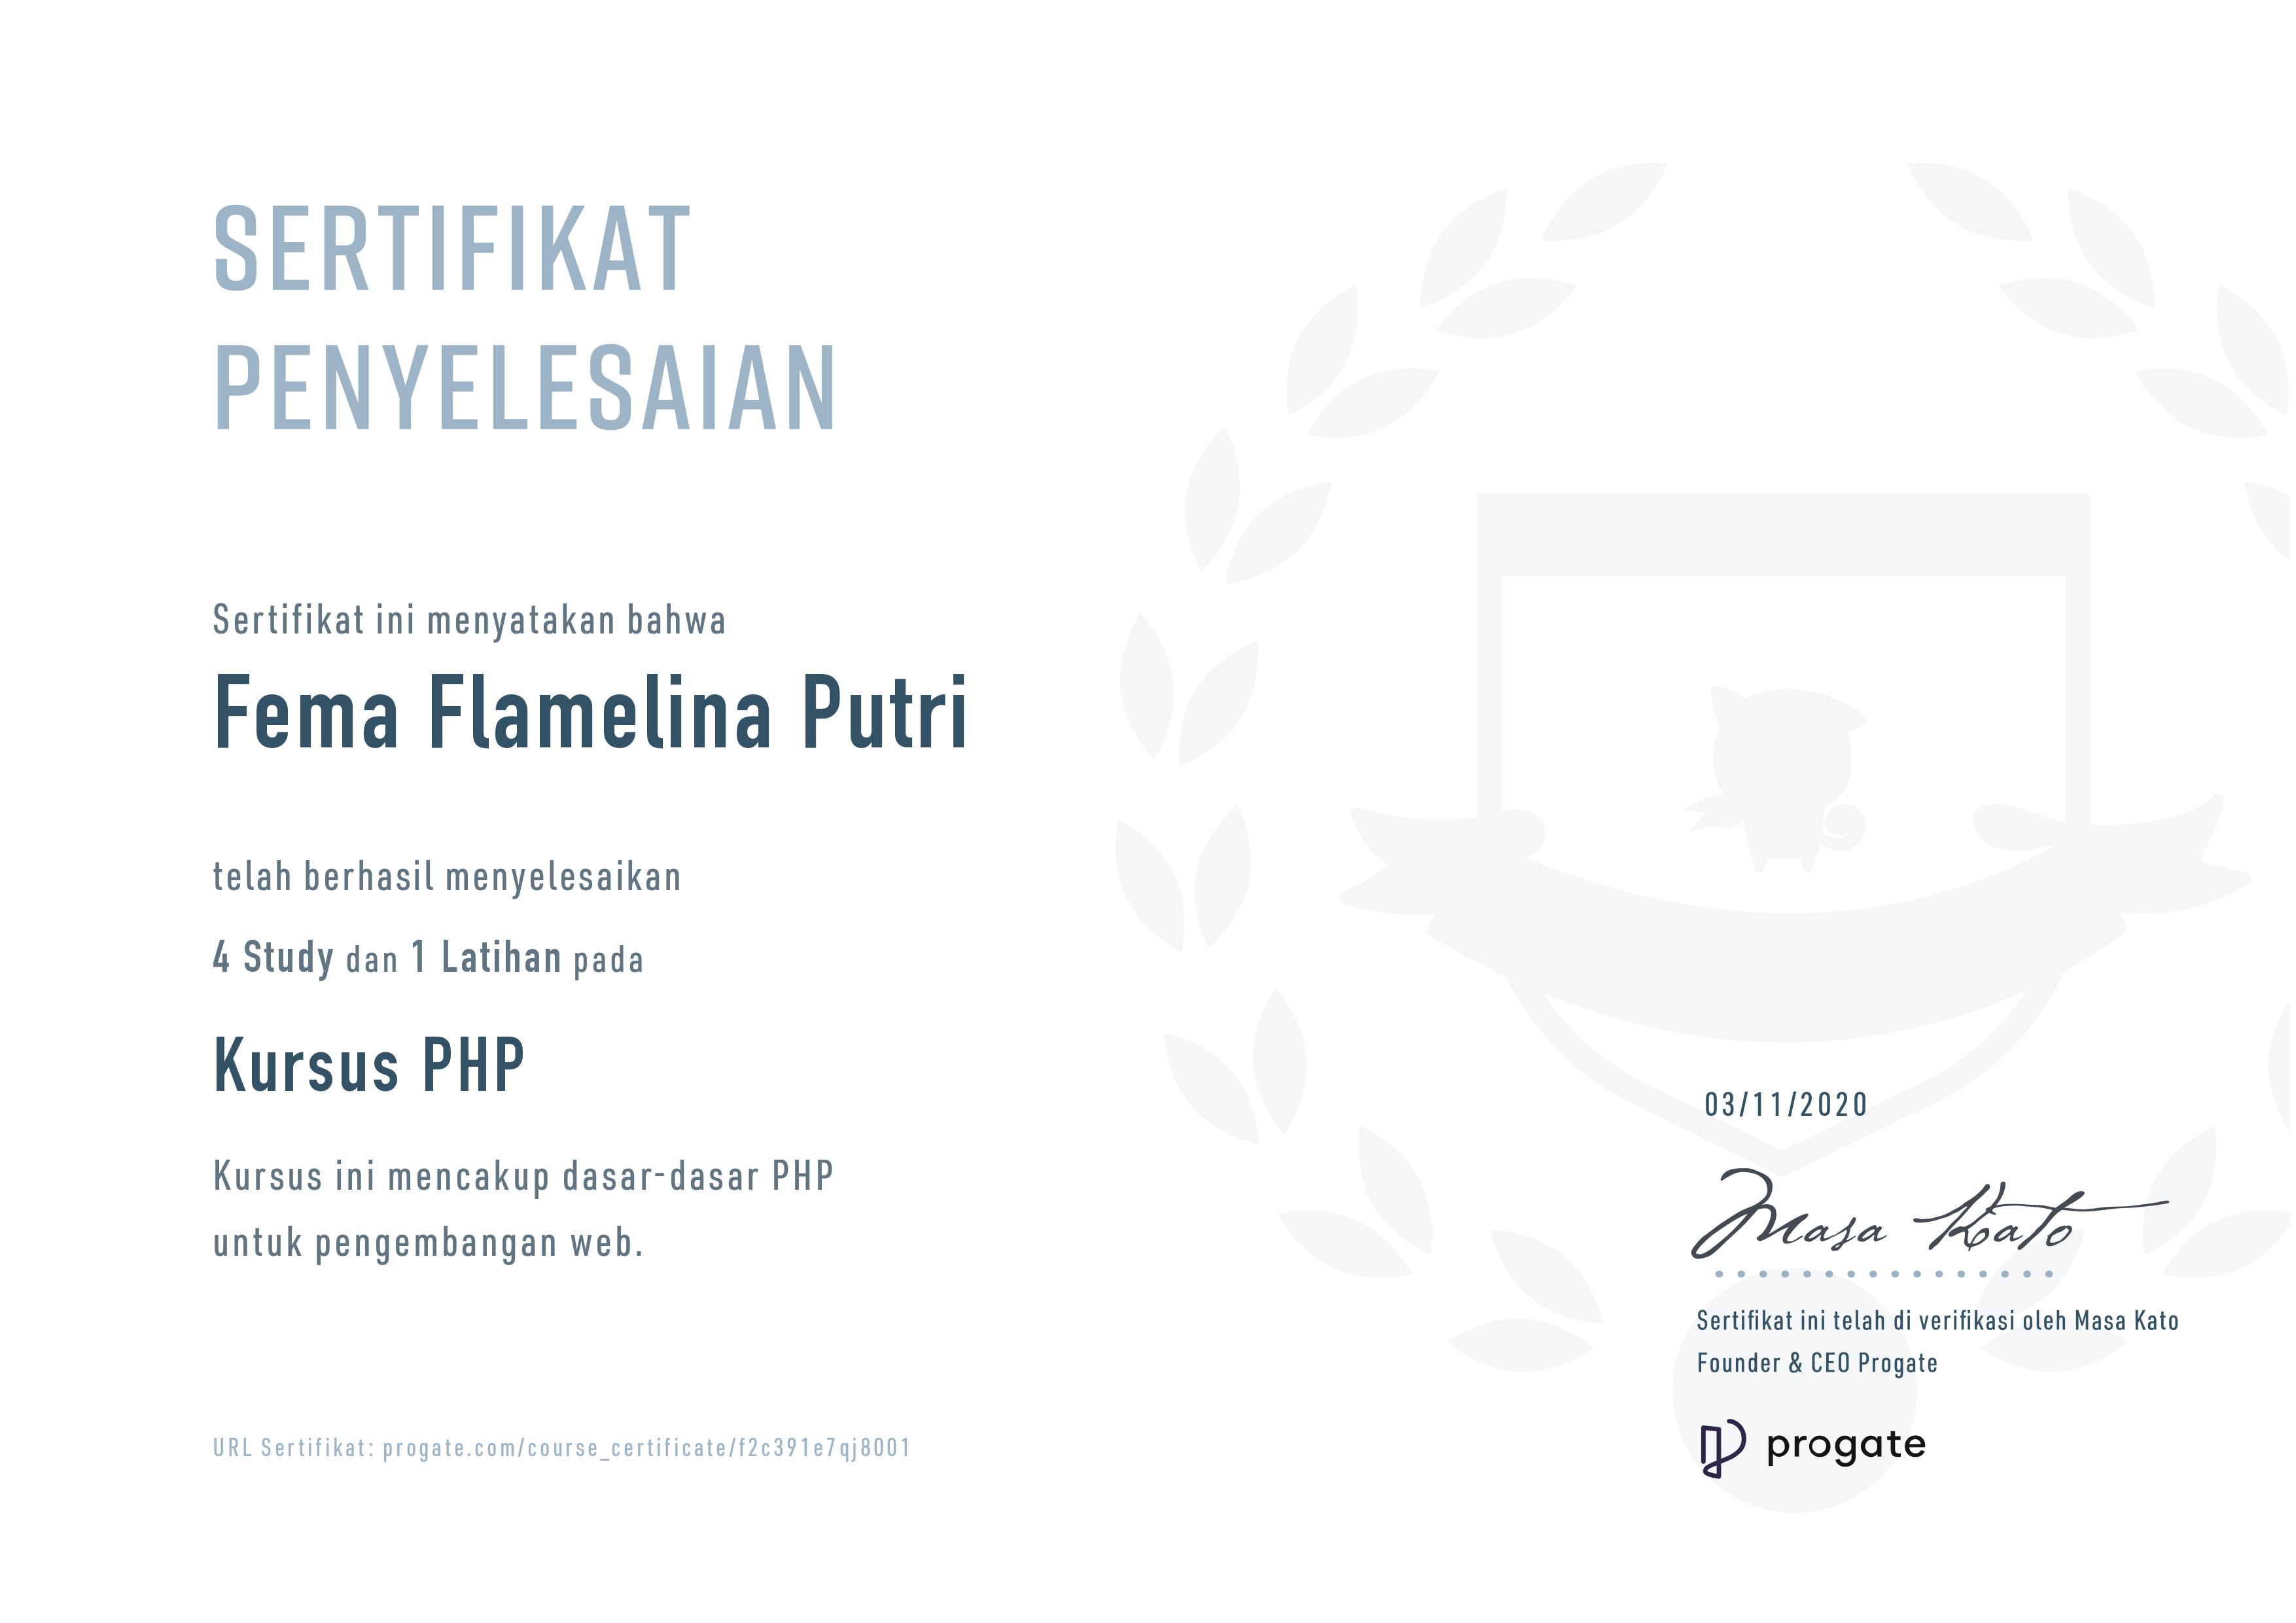 SERTIFIKAT
PENYELESAIAN
Sertifikat ini menyatakan bahwa
Fema Flamelina Putri
telah berhasil menyelesaikan
4 Study dan 1 Latihan pada
Kursus PHP
Kursus ini mencakup dasar-dasar PHP
untuk pengembangan web.
URL Sertifikat: progate.com/course_certificate/f2c391e7qj8001
03/11/2020
Masa Kato
Sertifikat ini telah di verifikasi oleh Masa Kato
Founder & CEO Progate
progate